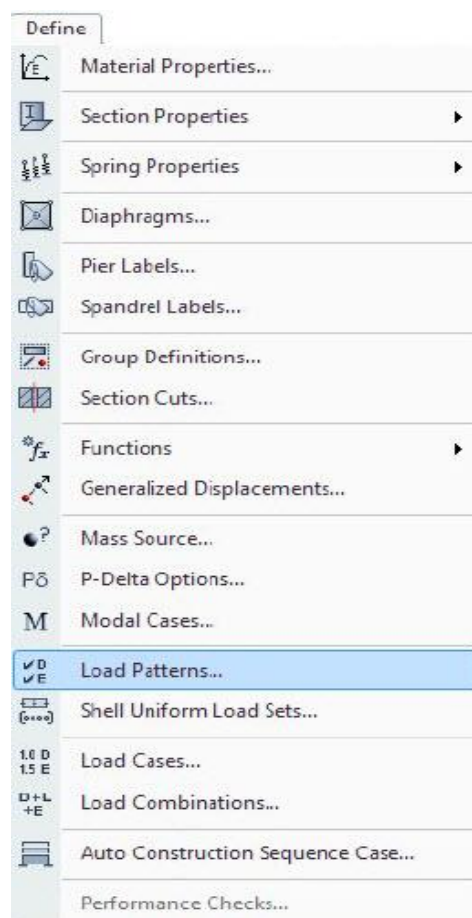 Define
Material Properties...
Section Properties
Spring Properties
Diaphragms...
Pier Labels...
Spandrel Labels...
Group Definitions...
Section Cuts...
fx Functions
Generalized Displacements...
? Mass Source...
Pδ P-Delta Options...
M Modal Cases...
D
E
Load Patterns...
Shell Uniform Load Sets...
1.0 D
1.5 E
Load Cases...
D+L
+E
Load Combinations...
Auto Construction Sequence Case...
Performance Checks...